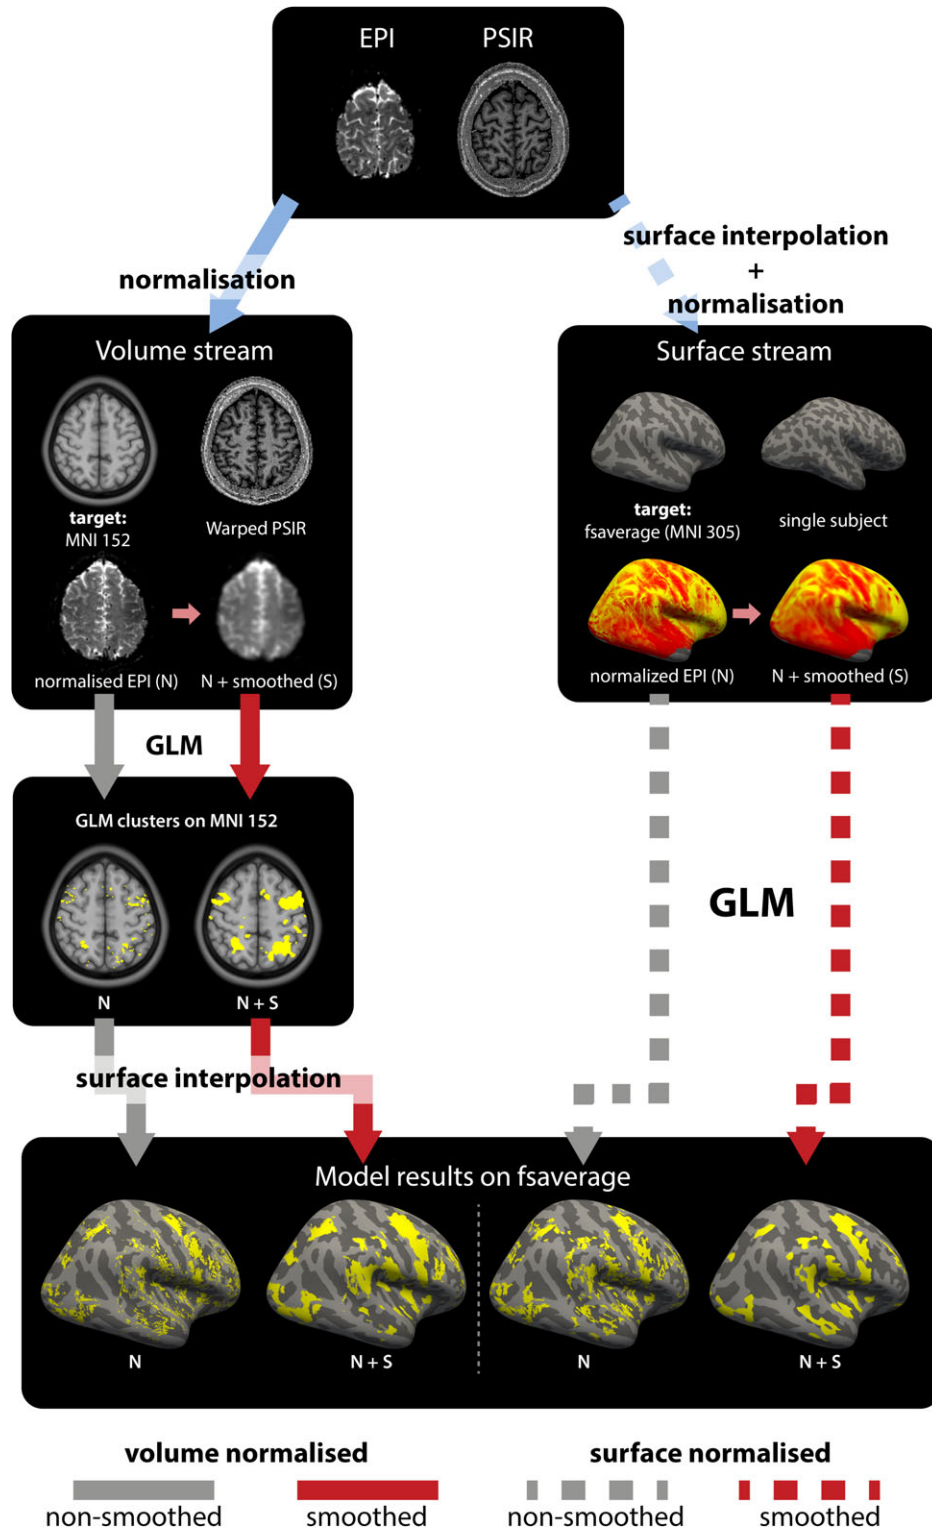 EPI PSIR
normalisation
surface interpolation
+
normalisation
Volume stream
target:
MNI 152
Warped PSIR
normalised EPI (N)
N + smoothed (S)
Surface stream
target:
fsaverage (MNI 305)
single subject
normalized EPI (N)
N + smoothed (S)
GLM
GLM clusters on MNI 152
N
N + S
GLM
surface interpolation
Model results on fsaverage
N
N + S
N
N + S
volume normalised
non-smoothed
smoothed
surface normalised
non-smoothed
smoothed